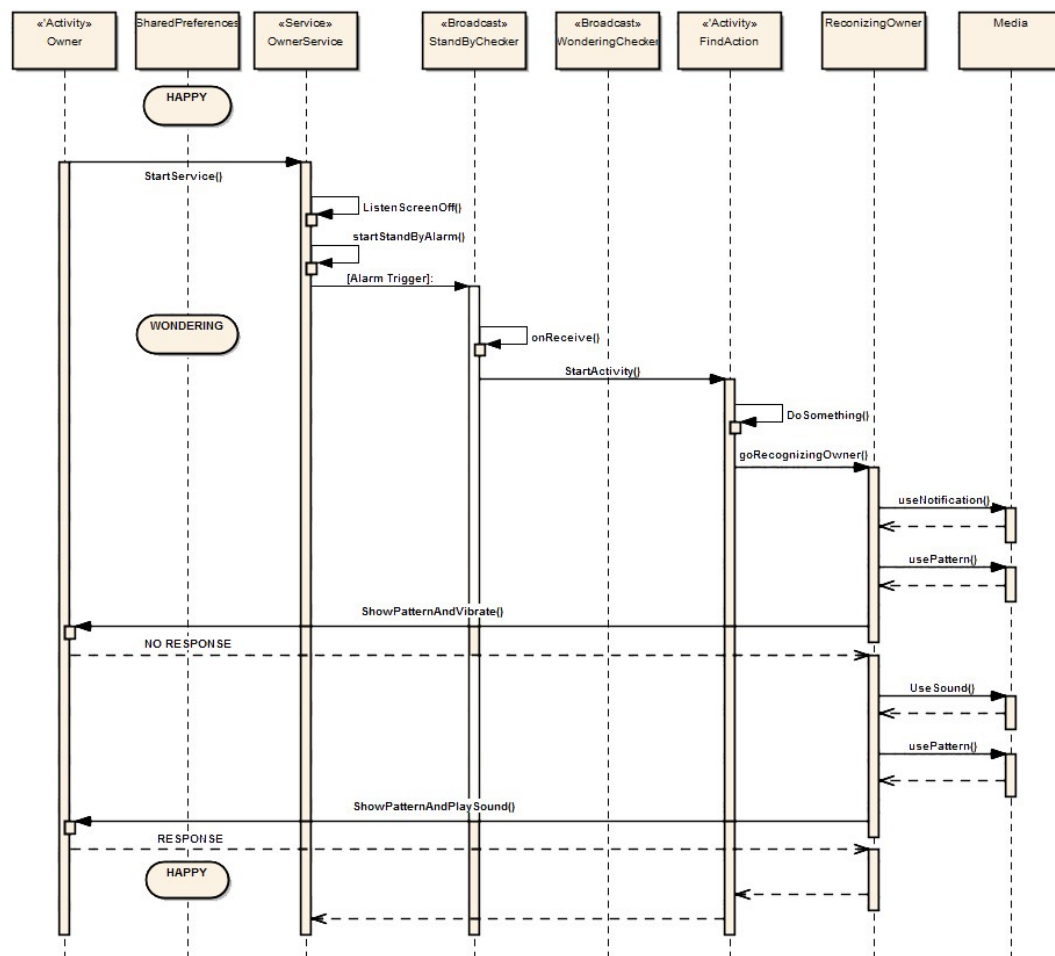 «'Activity»
Owner
SharedPreferences
«Service»
OwnerService
«Broadcast»
StandByChecker
«Broadcast»
WonderingChecker
«'Activity»
FindAction
ReconizingOwner
Media
HAPPY
StartService()
ListenScreenOff()
startStandByAlarm()
[Alarm Trigger]:
WONDERING
onReceive()
StartActivity()
DoSomething()
goRecognizingOwner()
useNotification()
usePattern()
ShowPatternAndVibrate()
NO RESPONSE
UseSound()
usePattern()
ShowPatternAndPlaySound()
RESPONSE
HAPPY